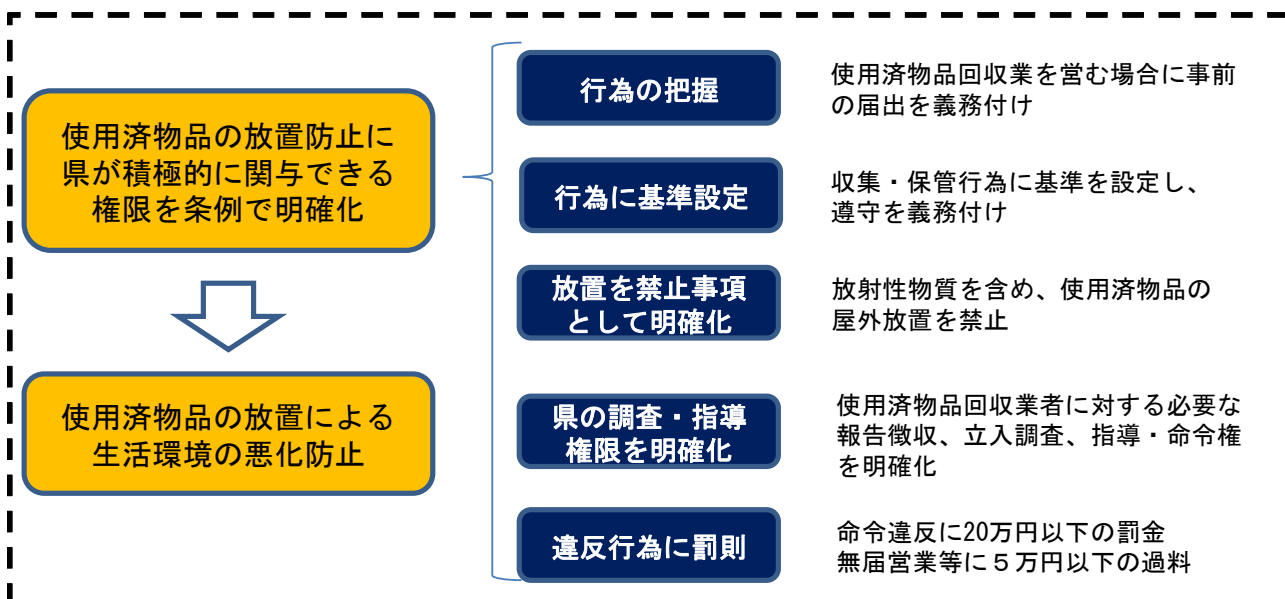 使用済物品の放置防止に
県が積極的に関与できる
権限を条例で明確化
使用済物品の放置による
生活環境の悪化防止
行為の把握
使用済物品回収業を営む場合に事前
の届出を義務付け
行為に基準設定
収集・保管行為に基準を設定し、
遵守を義務付け
放置を禁止事項
として明確化
放射性物質を含め、使用済物品の
屋外放置を禁止
県の調査・指導
権限を明確化
使用済物品回収業者に対する必要な
報告徴収、立入調査、指導・命令権
を明確化
違反行為に罰則
命令違反に20万円以下の罰金
無届営業等に５万円以下の過料